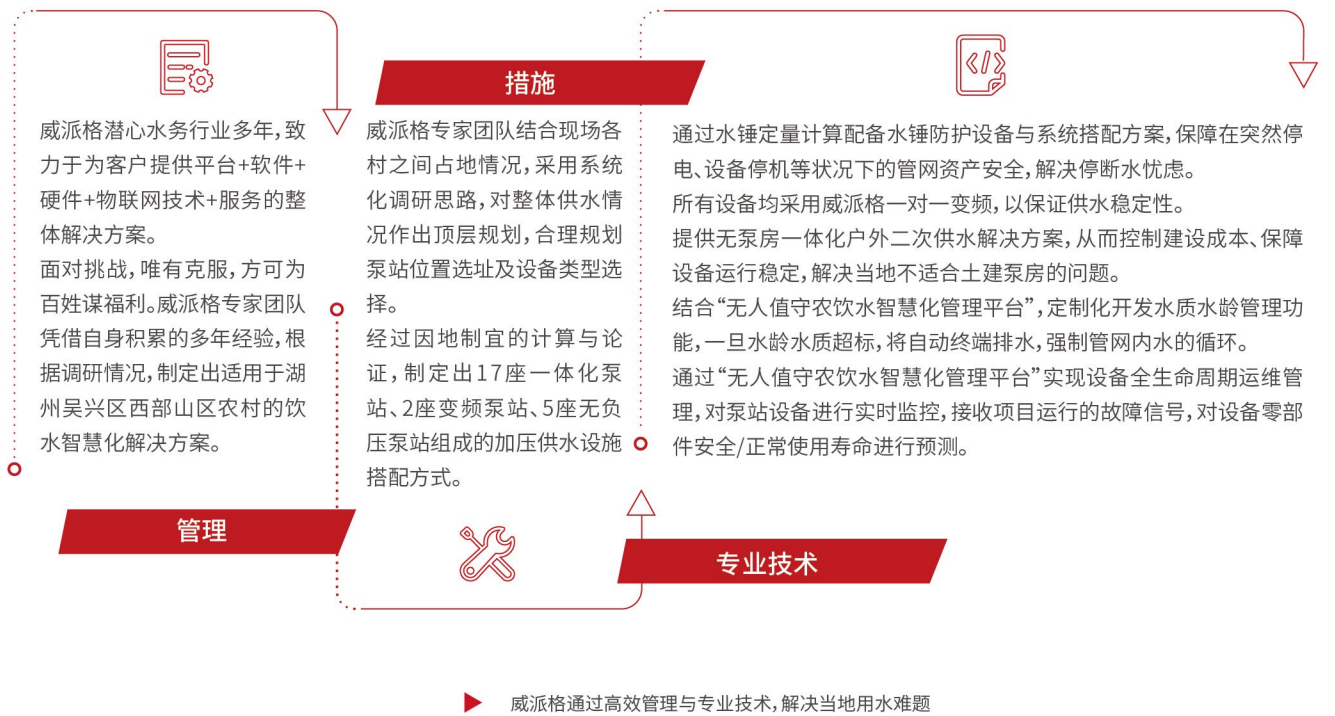 威派格潜心水务行业多年,致
力于为客户提供平台+软件+
硬件+物联网技术+服务的整
体解决方案。
面对挑战,唯有克服,方可为
百姓谋福利。威派格专家团队
凭借自身积累的多年经验,根
据调研情况,制定出适用于湖
州吴兴区西部山区农村的饮
水智慧化解决方案。
管理
措施
威派格专家团队结合现场各
村之间占地情况,采用系统
化调研思路,对整体供水情
况作出顶层规划,合理规划
泵站位置选址及设备类型选
择。
经过因地制宜的计算与论
证,制定出17座一体化泵
站、2座变频泵站、5座无负
压泵站组成的加压供水设施
搭配方式。
通过水锤定量计算配备水锤防护设备与系统搭配方案,保障在突然停
电、设备停机等状况下的管网资产安全,解决停断水忧虑。
所有设备均采用威派格一对一变频,以保证供水稳定性。
提供无泵房一体化户外二次供水解决方案,从而控制建设成本、保障
设备运行稳定,解决当地不适合土建泵房的问题。
结合“无人值守农饮水智慧化管理平台”,定制化开发水质水龄管理功
能,一旦水龄水质超标,将自动终端排水,强制管网内水的循环。
通过“无人值守农饮水智慧化管理平台”实现设备全生命周期运维管
理,对泵站设备进行实时监控,接收项目运行的故障信号,对设备零部
件安全/正常使用寿命进行预测。
专业技术
威派格通过高效管理与专业技术,解决当地用水难题